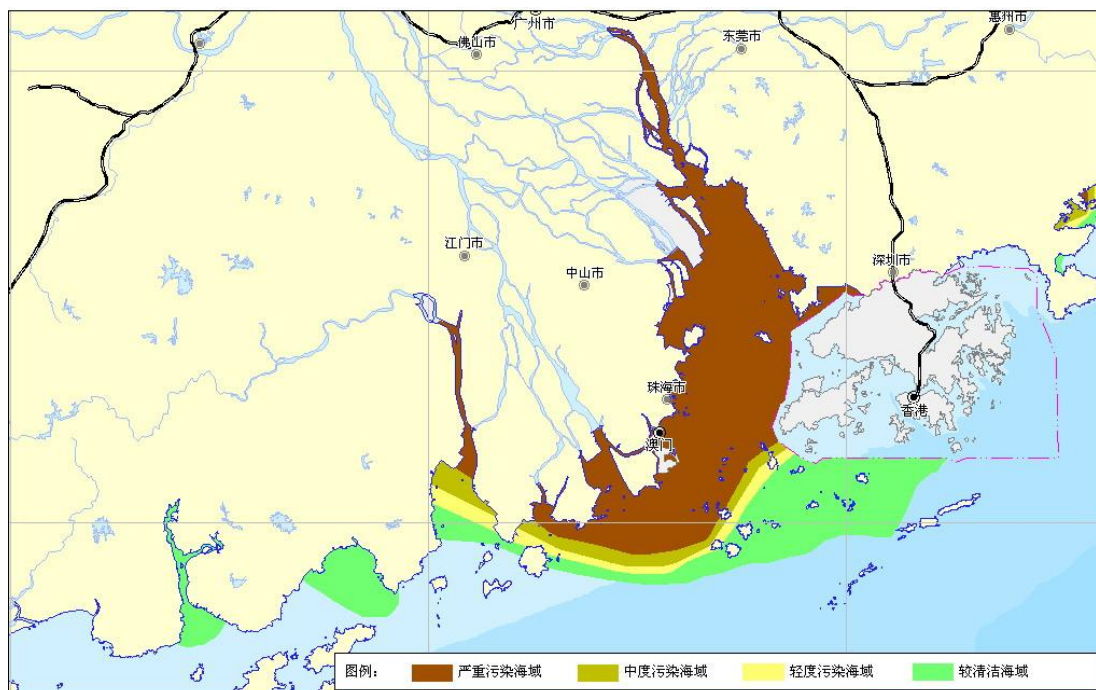 广州市
惠州市
佛山市
东莞市
江门市
中山市
深圳市
珠海市
香港
澳门
图例： 严重污染海域 中度污染海域 轻度污染海域 较清洁海域